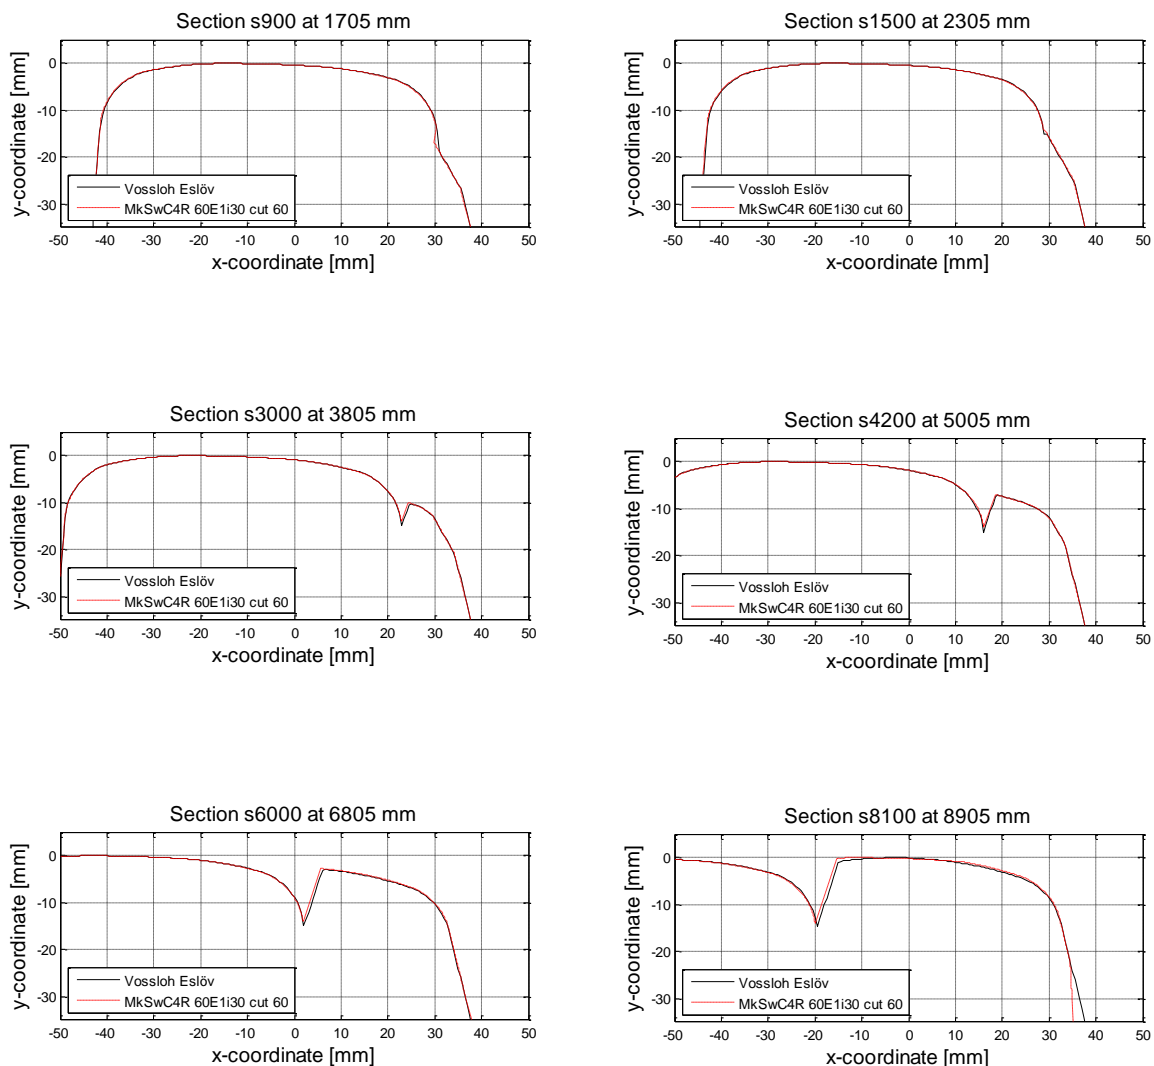 Section s900 at 1705 mm
y-coordinate [mm]
0
-10
-20
-30
Vossloh Eslöv
MkSwC4R 60E1i30 cut 60
-50 -40 -30 -20 -10 0 10 20 30 40 50
x-coordinate [mm]
Section s1500 at 2305 mm
y-coordinate [mm]
0
-10
-20
-30
Vossloh Eslöv
MkSwC4R 60E1i30 cut 60
-50 -40 -30 -20 -10 0 10 20 30 40 50
x-coordinate [mm]
Section s3000 at 3805 mm
y-coordinate [mm]
0
-10
-20
-30
Vossloh Eslöv
MkSwC4R 60E1i30 cut 60
-50 -40 -30 -20 -10 0 10 20 30 40 50
x-coordinate [mm]
Section s4200 at 5005 mm
y-coordinate [mm]
0
-10
-20
-30
Vossloh Eslöv
MkSwC4R 60E1i30 cut 60
-50 -40 -30 -20 -10 0 10 20 30 40 50
x-coordinate [mm]
Section s6000 at 6805 mm
y-coordinate [mm]
0
-10
-20
-30
Vossloh Eslöv
MkSwC4R 60E1i30 cut 60
-50 -40 -30 -20 -10 0 10 20 30 40 50
x-coordinate [mm]
Section s8100 at 8905 mm
y-coordinate [mm]
0
-10
-20
-30
Vossloh Eslöv
MkSwC4R 60E1i30 cut 60
-50 -40 -30 -20 -10 0 10 20 30 40 50
x-coordinate [mm]